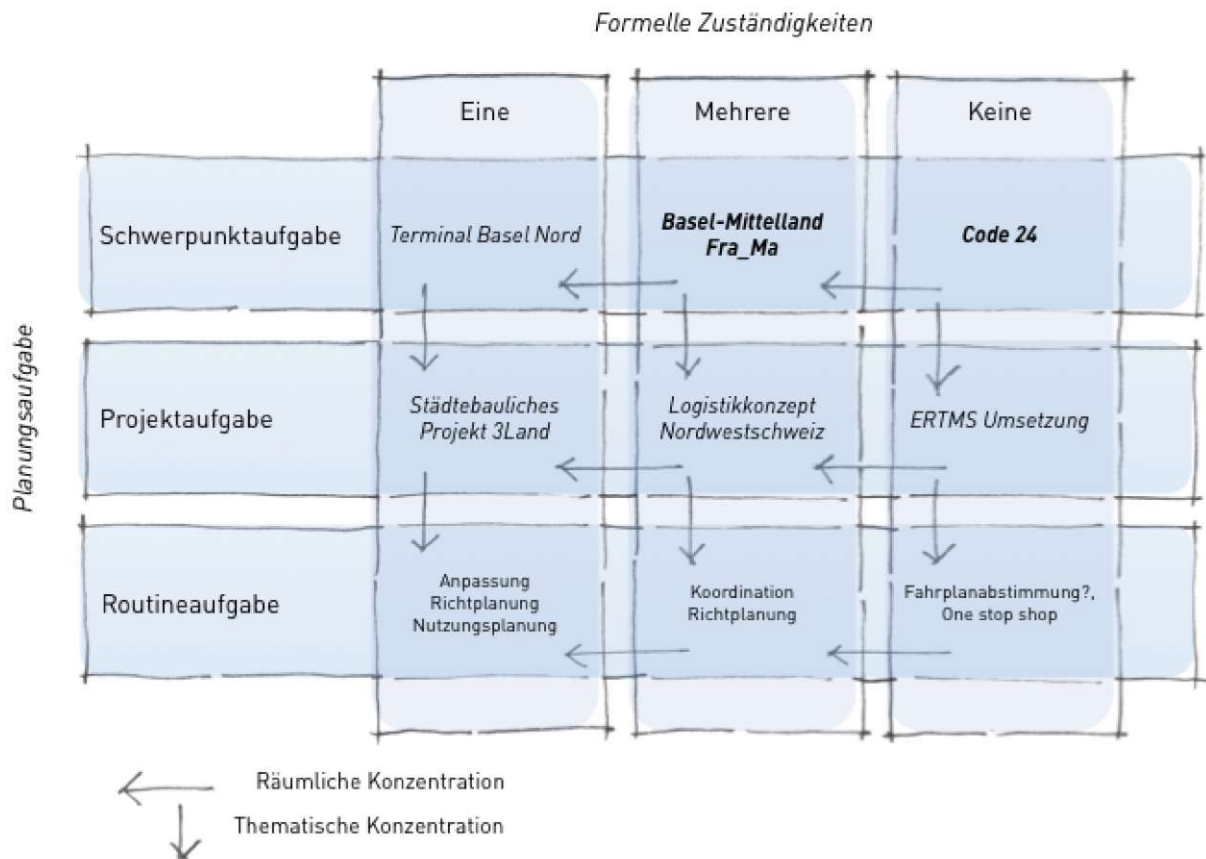 Formelle Zuständigkeiten
Eine
Mehrere
Keine
Planungsaufgabe
Schwerpunktaufgabe
Terminal Basel Nord
Basel-Mittelland
Fra_Ma
Code 24
Projektaufgabe
Städtebauliches
Projekt 3Land
Logistikkonzept
Nordwestschweiz
ERTMS Umsetzung
Routineaufgabe
Anpassung
Richtplanung
Nutzungsplanung
Koordination
Richtplanung
Fahrplanabstimmung?,
One stop shop
Räumliche Konzentration
Thematische Konzentration